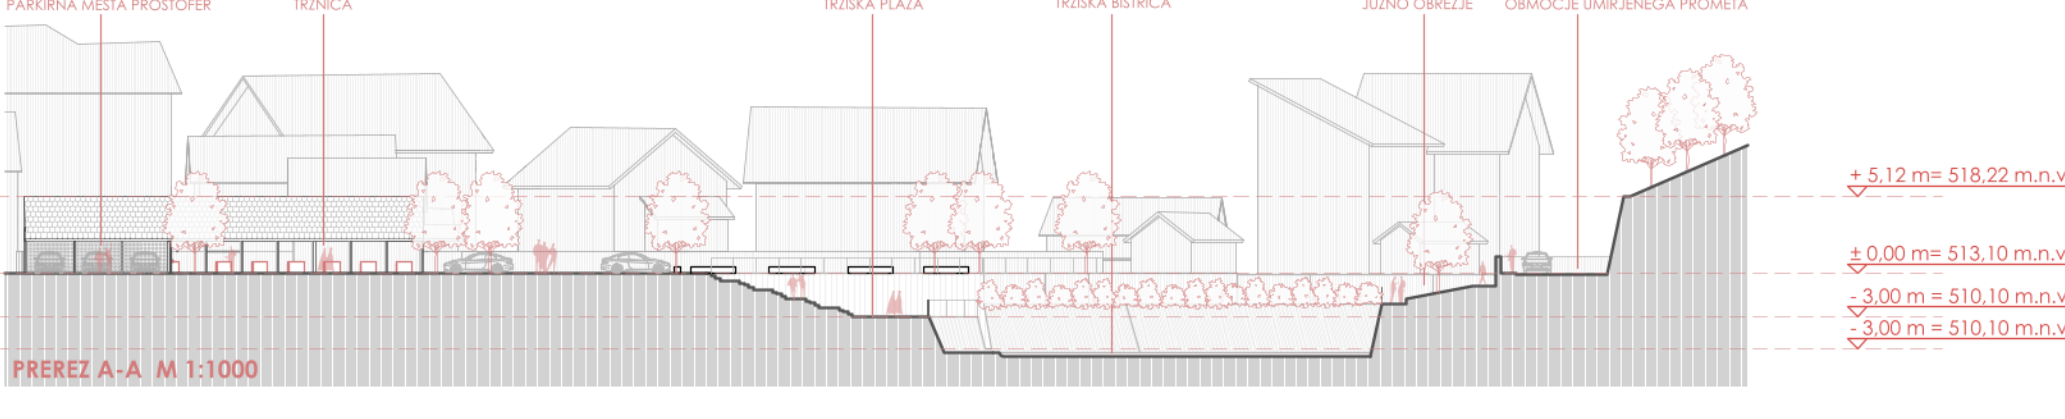 PARKIRNA MESTA PROSTOFER
TRŽNICA
TRŽIŠKA PLAŽA
TRŽIŠKA BISTRICA
JUŽNO OBREŽJE
OBMOČJE UMIRJENEGA PROMETA
+ 5,12 m= 518,22 m.n.v
± 0,00 m= 513,10 m.n.v
- 3,00 m = 510,10 m.n.v
- 3,00 m = 510,10 m.n.v
PREREZ A-A M 1:1000